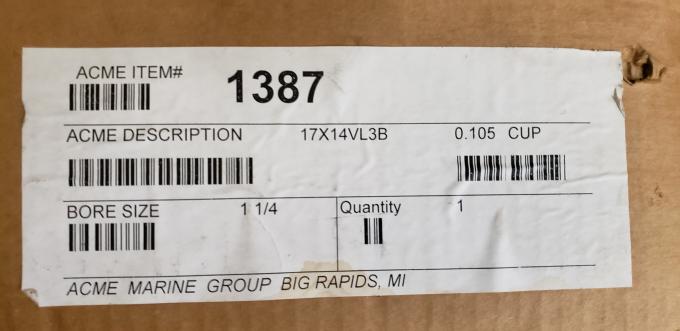 ACME ITEM# 1387
ACME DESCRIPTION 17X14VL3B 0.105 CUP
BORE SIZE 1 1/4 Quantity 1
ACME MARINE GROUP BIG RAPIDS, MI